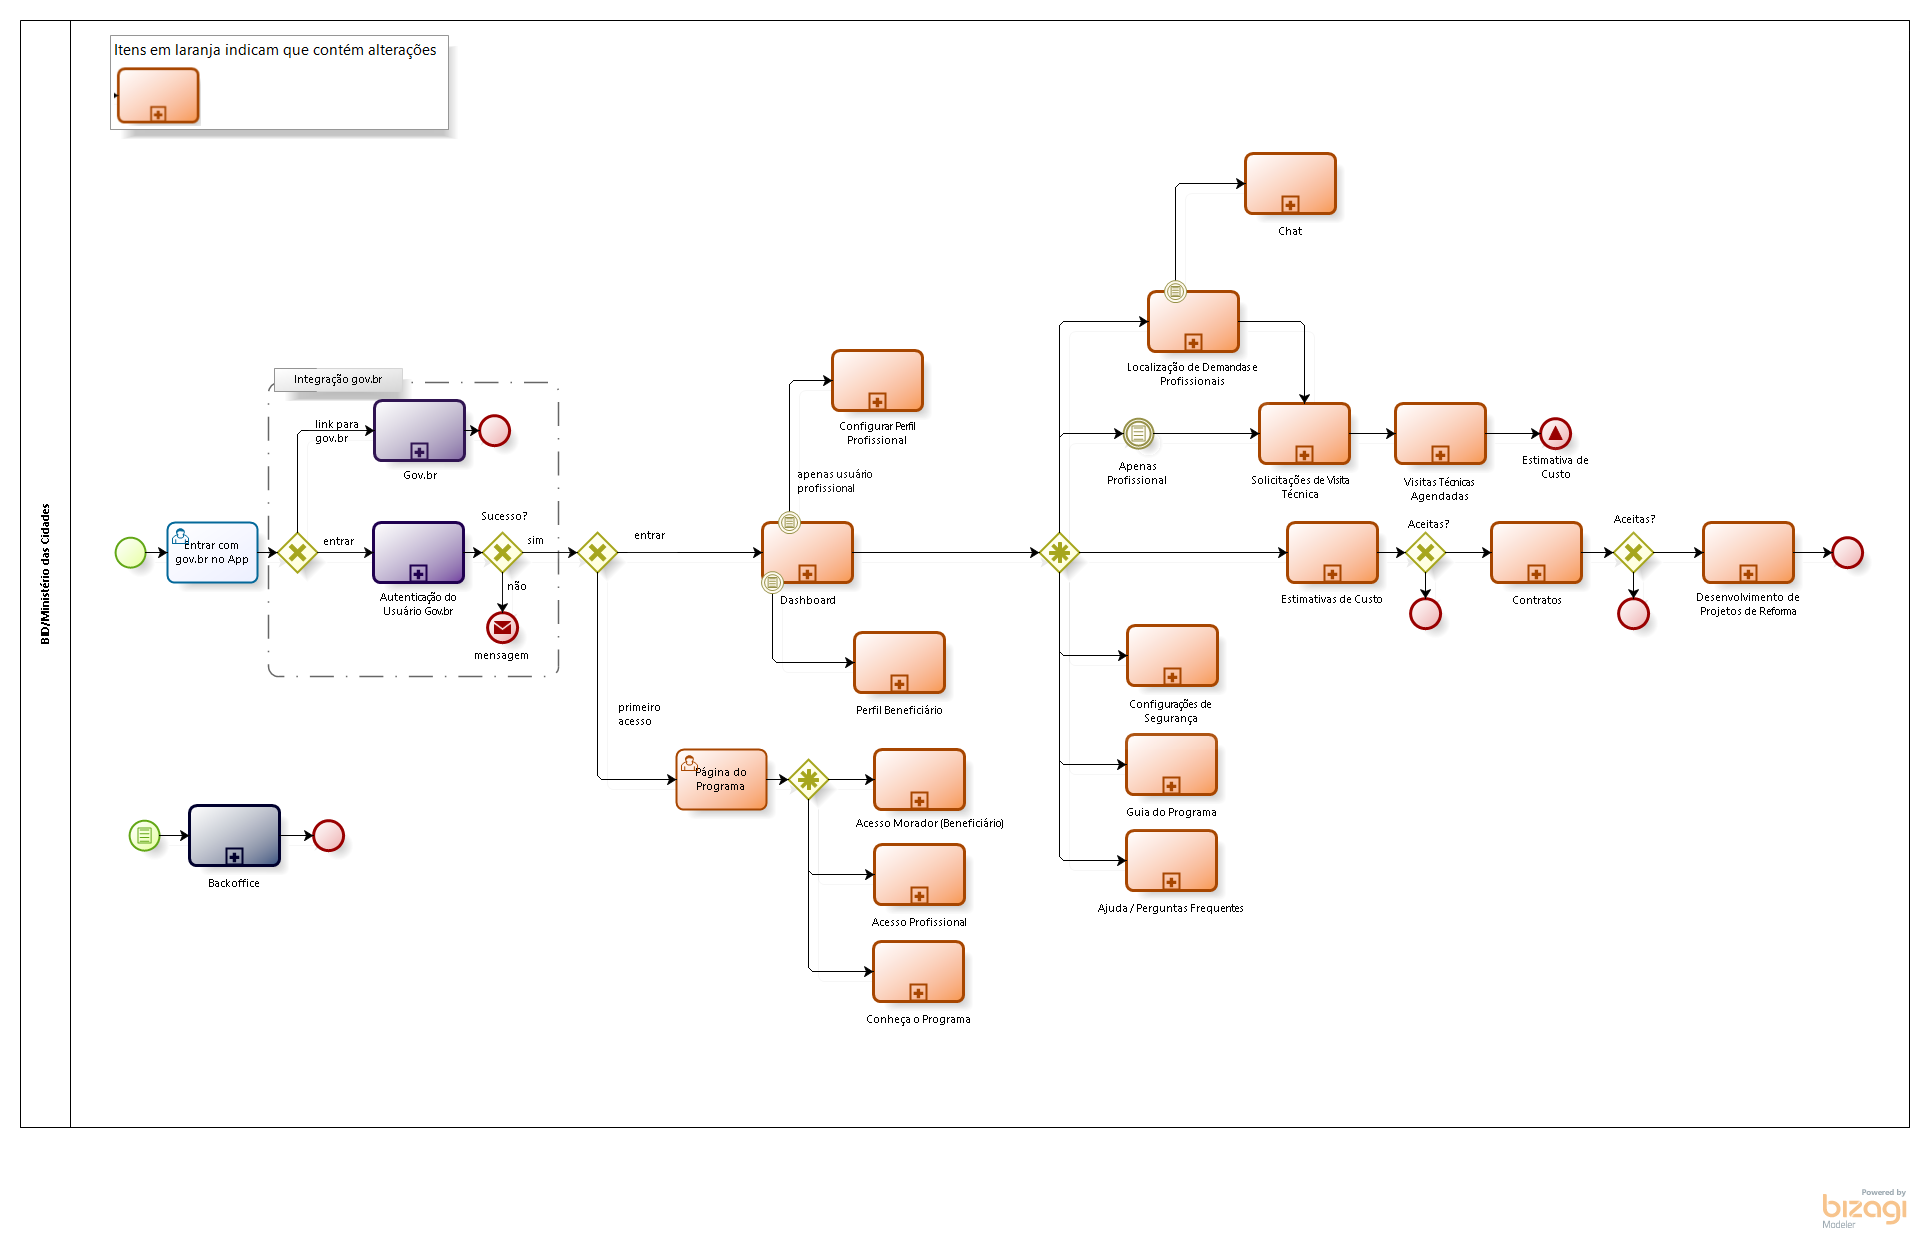 Itens em laranja indicam que contém alterações
BID/Ministério das Cidades
Chat
Localização de Demandas e
Profissionais
Integração gov.br
link para
gov.br
Gov.br
Configurar Perfil
Profissional
apenas usuário
profissional
Apenas
Profissional
Solicitações de Visita
Técnica
Visitas Técnicas
Agendadas
Estimativa de
Custo
Entrar com
gov.br no App
entrar
Autenticação do
Usuário Gov.br
Sucesso?
sim
não
mensagem
entrar
Dashboard
Perfil Beneficiário
Estimativas de Custo
Aceitas?
Contratos
Aceitas?
Desenvolvimento de
Projetos de Reforma
Configurações de
Segurança
primeiro
acesso
Página do
Programa
Acesso Morador (Beneficiário)
Guia do Programa
Backoffice
Acesso Profissional
Ajuda / Perguntas Frequentes
Conheça o Programa
Powered by
bizagi
Modeler